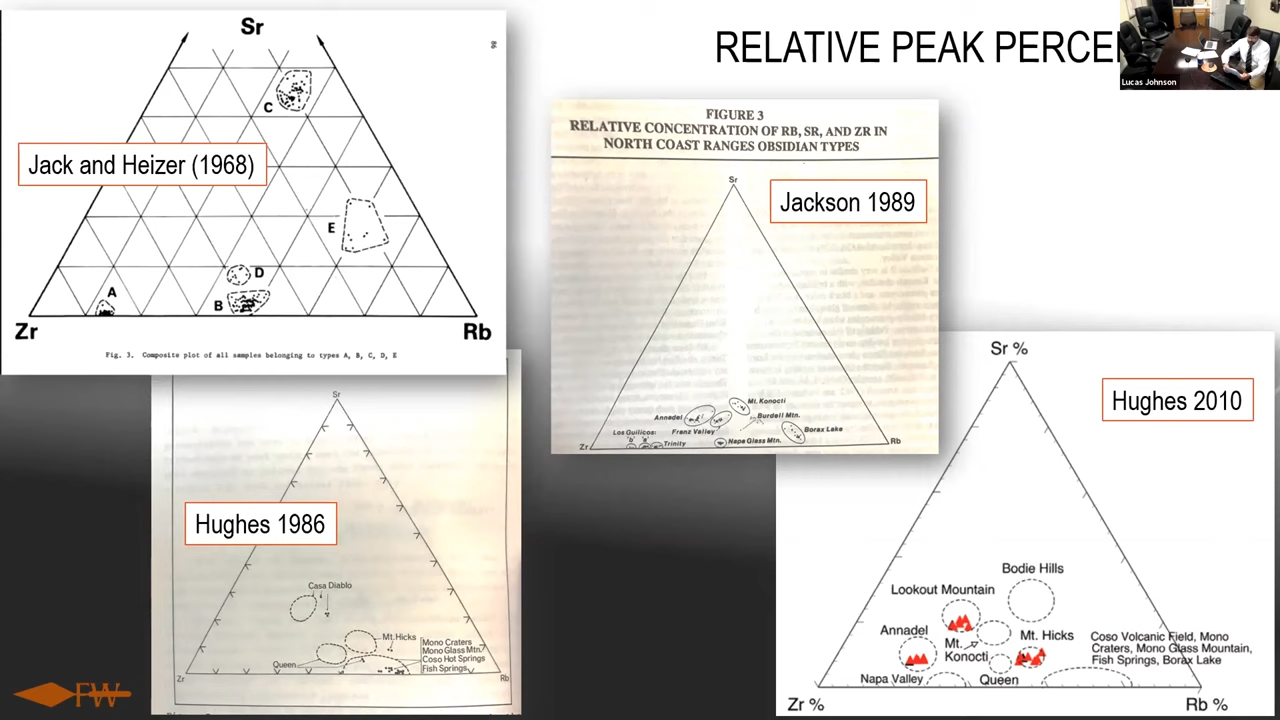 RELATIVE PEAK PERCE
Lucas Johnson
Sr
86
C
Jack and Heizer (1968)
E
D
A
B
Zr
Rb
Fig. 3. Composite plot of all samples belonging to types A, B, C, D, E
FIGURE 3
RELATIVE CONCENTRATION OF RB, SR, AND ZR IN
NORTH COAST RANGES OBSIDIAN TYPES
Sr
Jackson 1989
Mt. Konocti
Annadel
Burdell Mtn.
Los Guilicos:
Franz Valley
Borax Lake
'b' 'a'
Trinity
Napa Glass Mtn.
Zr
Rb
Sr
Hughes 1986
Casa Diablo
Mt. Hicks
Mono Craters
Mono Glass Mtn.
Coso Hot Springs
Fish Springs
Queen
Zr
Rb
Sr %
Hughes 2010
Bodie Hills
Lookout Mountain
Annadel
Mt.
Konocti
Mt. Hicks
Coso Volcanic Field, Mono
Craters, Mono Glass Mountain,
Fish Springs, Borax Lake
Napa Valley
Queen
Zr %
Rb %
FW